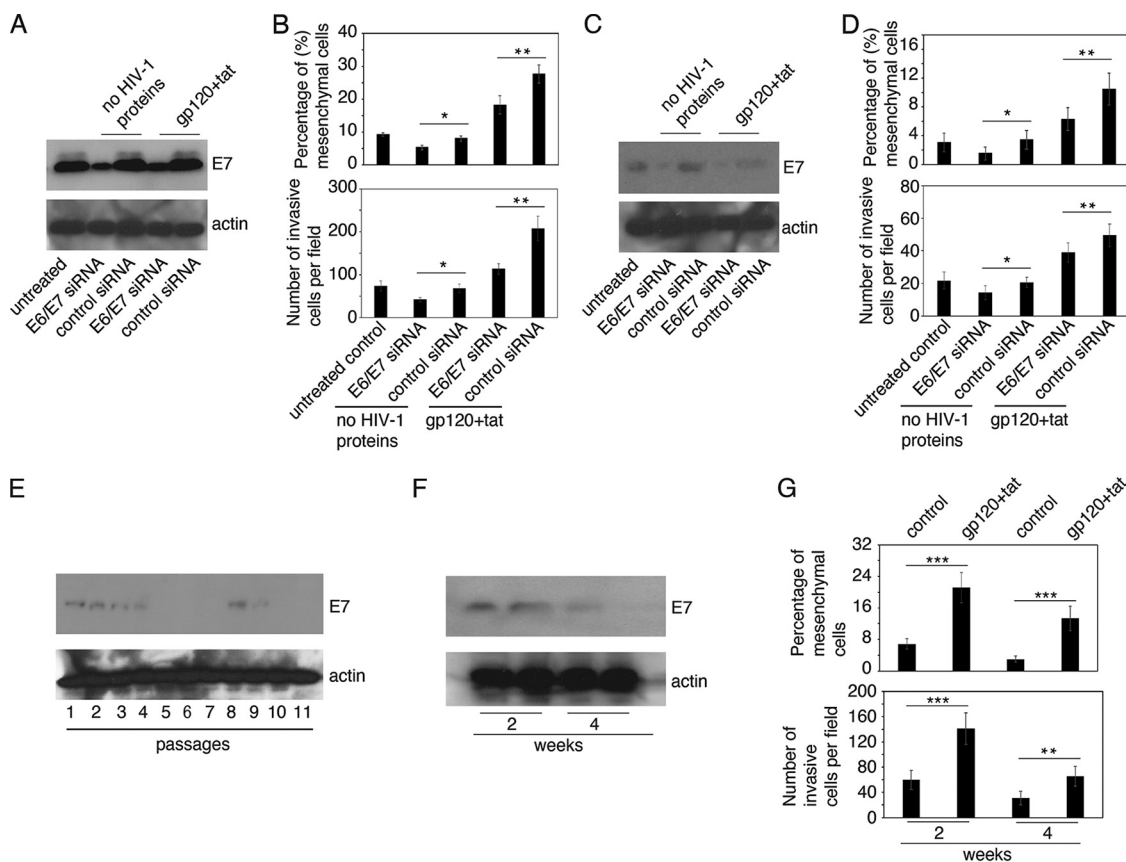 A
no HIV-1
proteins
gp120+tat
E7
actin
untreated
E6/E7 siRNA
control siRNA
E6/E7 siRNA
control siRNA
B
Percentage of (%)
mesenchymal cells
40
30
20
10
0
*
**
Number of invasive
cells per field
300
200
100
0
*
**
untreated control
E6/E7 siRNA
control siRNA
E6/E7 siRNA
control siRNA
no HIV-1
proteins
gp120+tat
C
no HIV-1
proteins
gp120+tat
E7
actin
untreated
E6/E7 siRNA
control siRNA
E6/E7 siRNA
control siRNA
D
Percentage of (%)
mesenchymal cells
16
12
8
4
0
*
**
Number of invasive
cells per field
80
60
40
20
0
*
**
untreated control
E6/E7 siRNA
control siRNA
E6/E7 siRNA
control siRNA
no HIV-1
proteins
gp120+tat
E
E7
actin
1 2 3 4 5 6 7 8 9 10 11
passages
F
E7
actin
2 4
weeks
G
control
gp120+tat
control
gp120+tat
Percentage of
mesenchymal
cells
32
24
16
8
0
***
***
Number of
invasive
cells per field
200
160
120
80
40
0
***
**
2 4
weeks